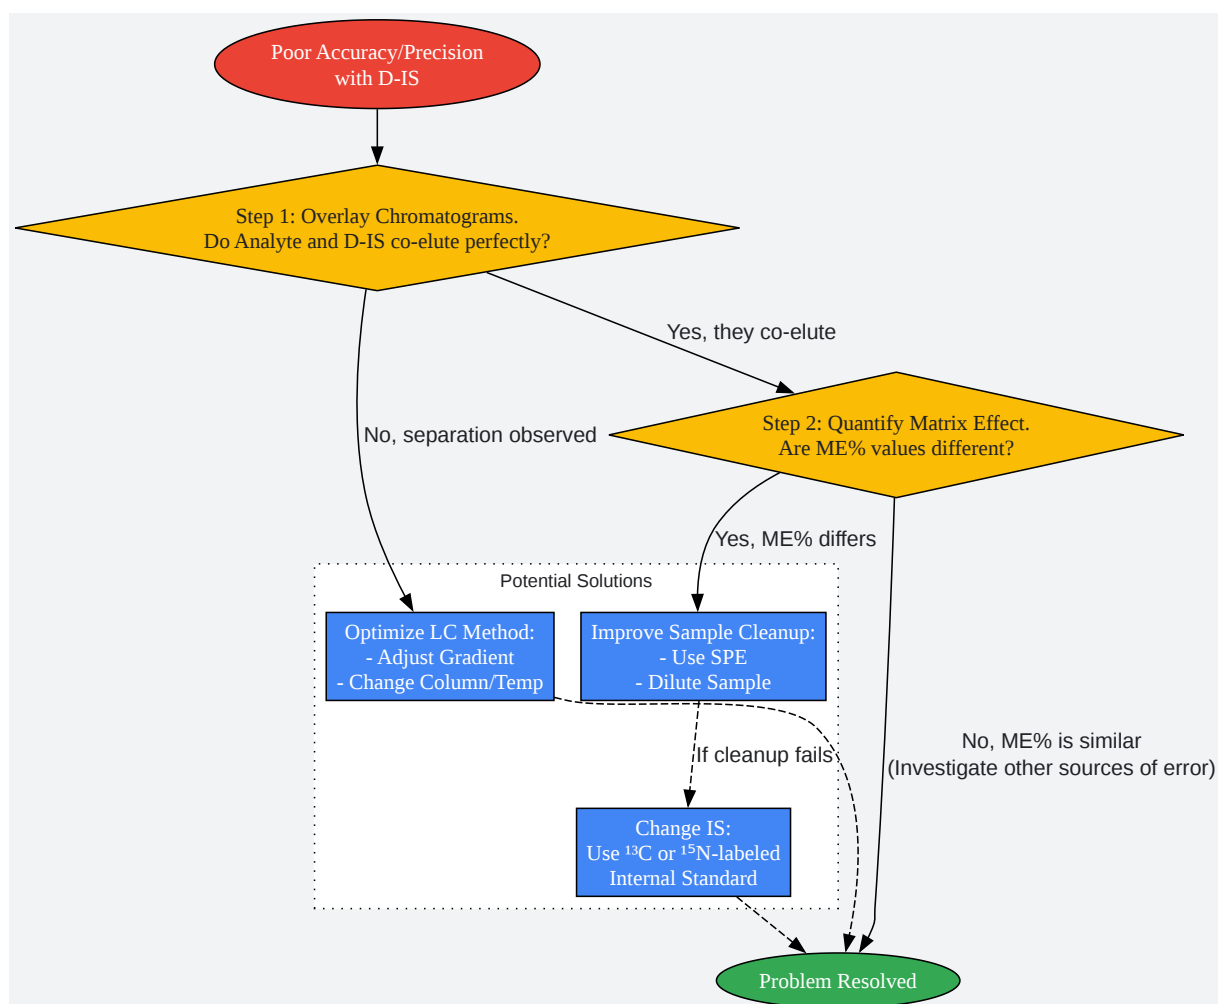 Poor Accuracy/Precision
with D-IS
Step 1: Overlay Chromatograms.
Do Analyte and D-IS co-elute perfectly?
Yes, they co-elute
Step 2: Quantify Matrix Effect.
Are ME% values different?
No, separation observed
Yes, ME% differs
Potential Solutions
Optimize LC Method:
- Adjust Gradient
- Change Column/Temp
Improve Sample Cleanup:
- Use SPE
- Dilute Sample
No, ME% is similar
(Investigate other sources of error)
If cleanup fails
Change IS:
Use ¹³C or ¹⁵N-labeled
Internal Standard
Problem Resolved